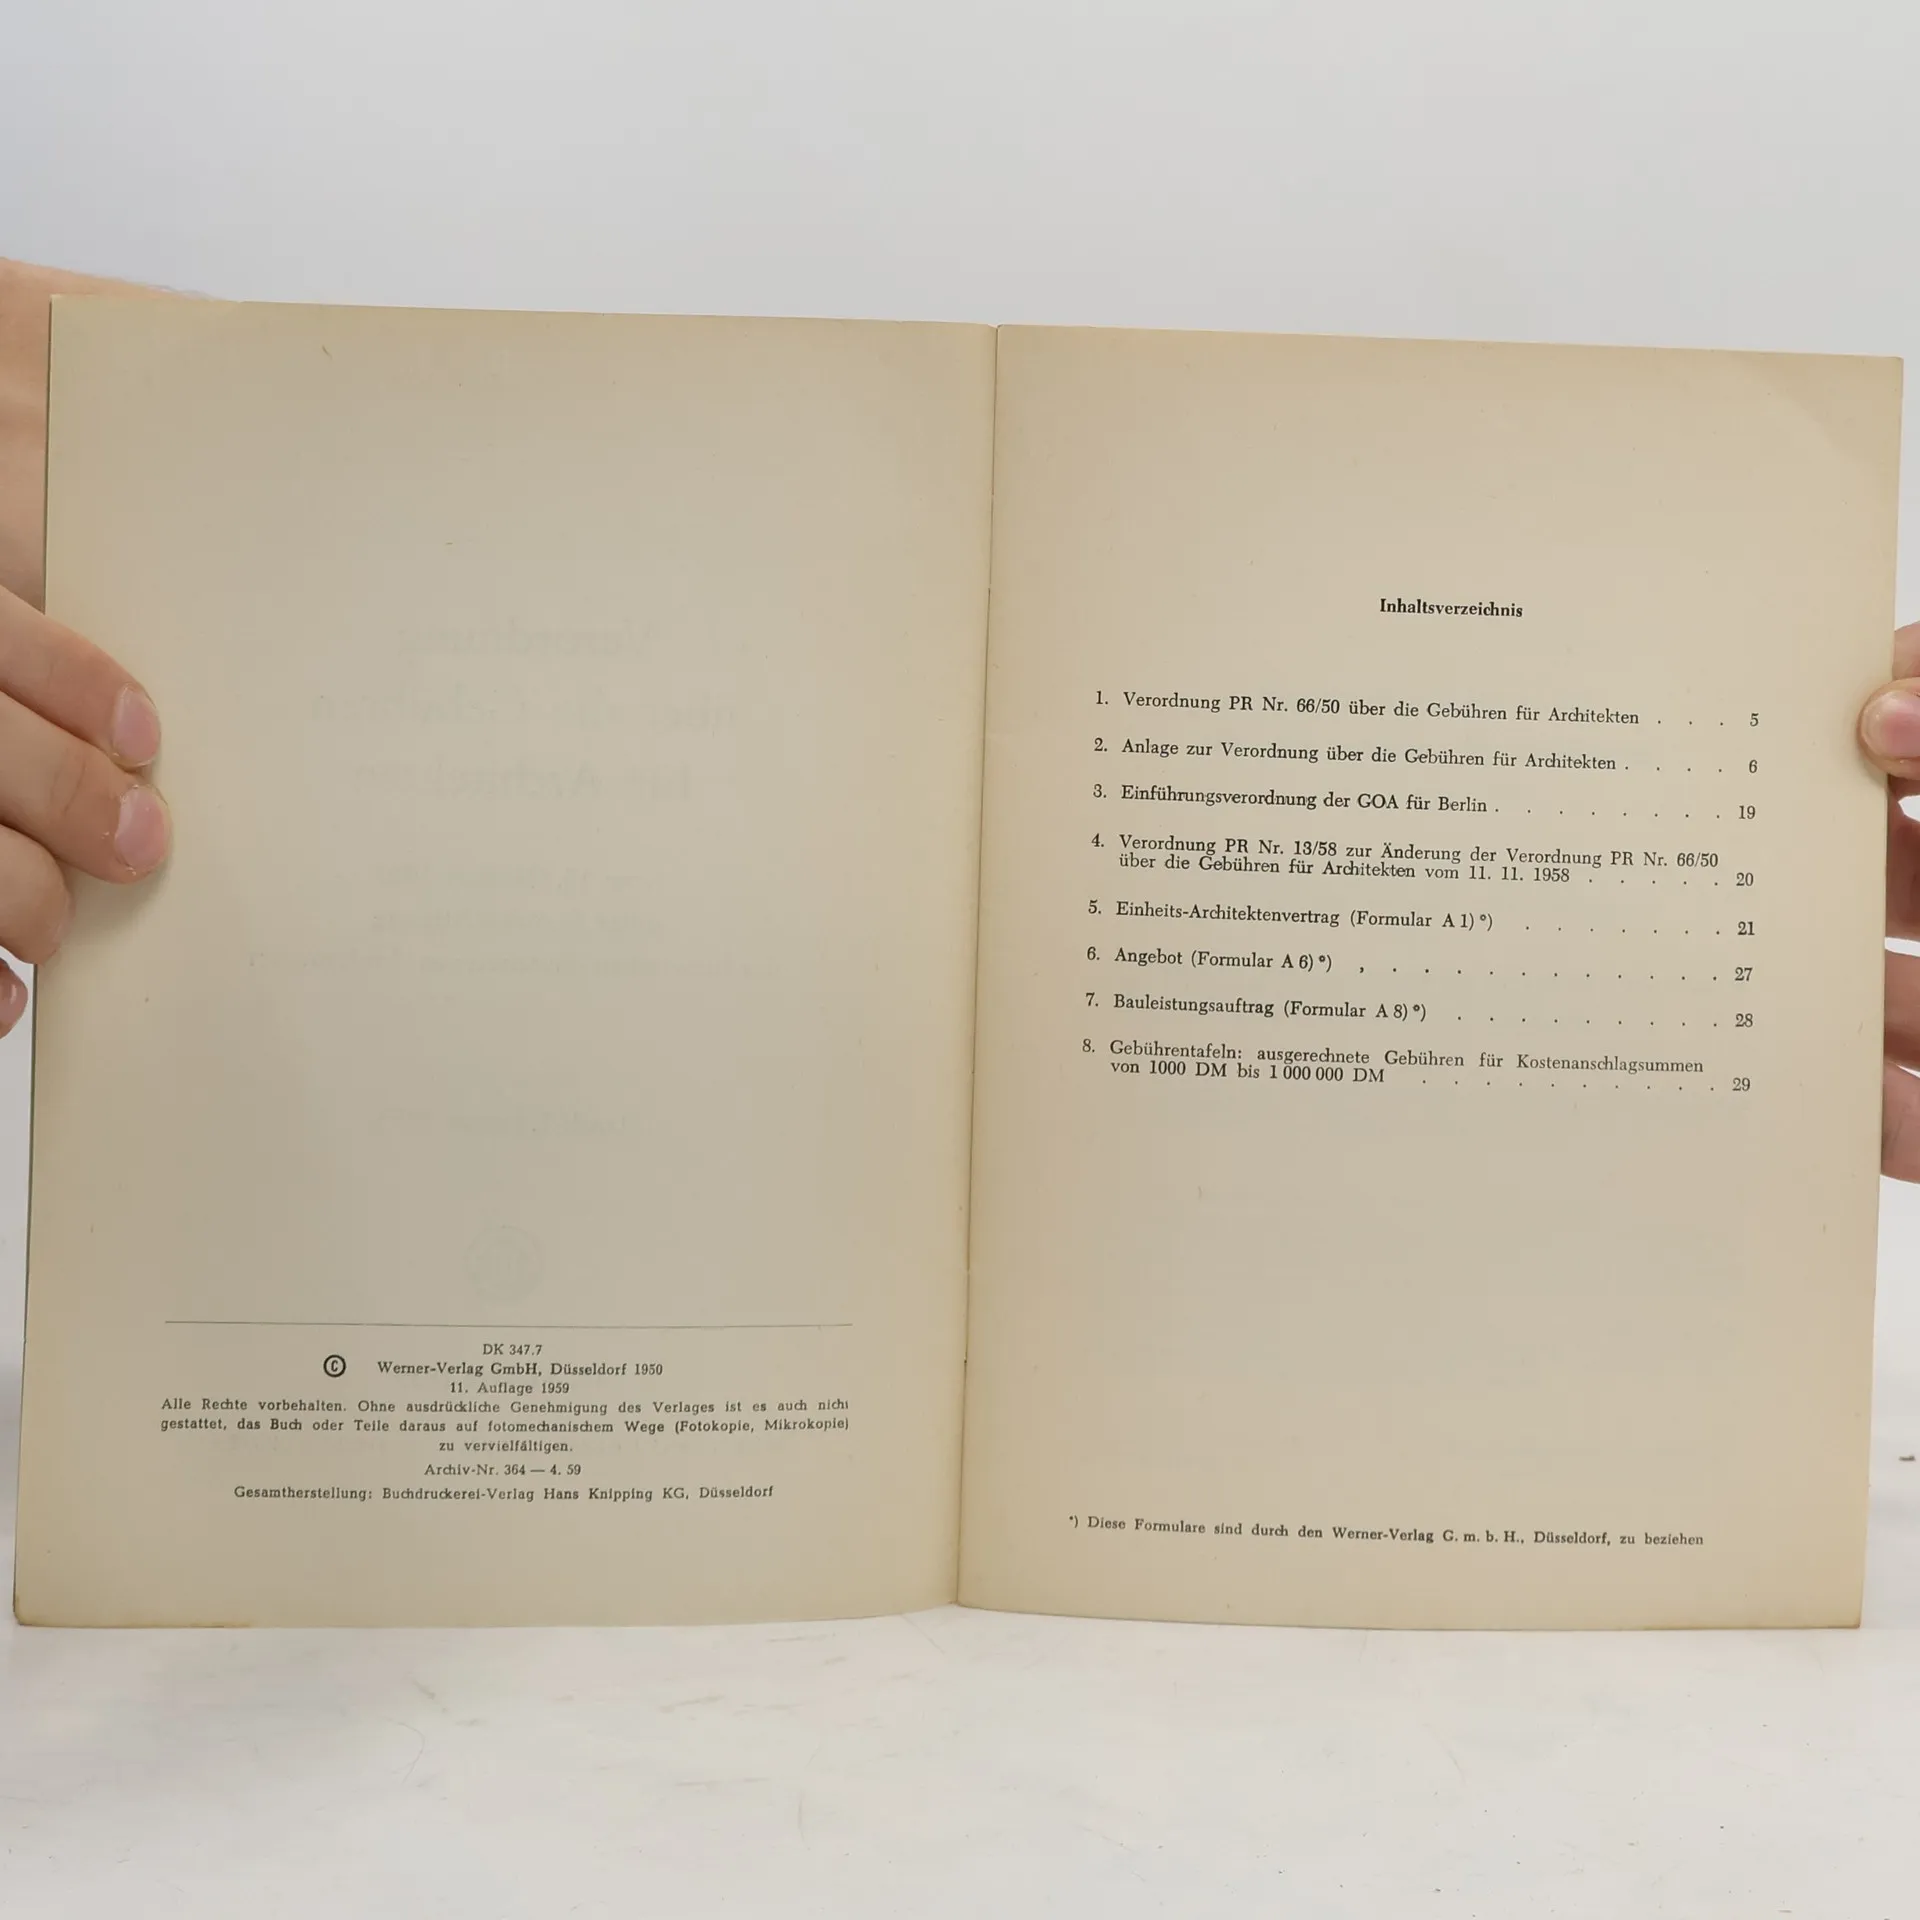 DK 347.7
© Werner-Verlag GmbH, Düsseldorf 1950
11. Auflage 1959
Alle Rechte vorbehalten. Ohne ausdrückliche Genehmigung des Verlages ist es auch nicht
gestattet, das Buch oder Teile daraus auf fotomechanischem Wege (Fotokopie, Mikrokopie)
zu vervielfältigen.
Archiv-Nr. 364 — 4. 59
Gesamtherstellung: Buchdruckerei-Verlag Hans Knipping KG, Düsseldorf
Inhaltsverzeichnis
1. Verordnung PR Nr. 66/50 über die Gebühren für Architekten . . . 5
2. Anlage zur Verordnung über die Gebühren für Architekten . . . . 6
3. Einführungsverordnung der GOA für Berlin . . . . . . . . 19
4. Verordnung PR Nr. 13/58 zur Änderung der Verordnung PR Nr. 66/50
über die Gebühren für Architekten vom 11. 11. 1958 . . . . . 20
5. Einheits-Architektenvertrag (Formular A 1) °) . . . . . . . 21
6. Angebot (Formular A 6) °) , . . . . . . . . . . . 27
7. Bauleistungsauftrag (Formular A 8) °) . . . . . . . . . 28
8. Gebührentafeln: ausgerechnete Gebühren für Kostenanschlagsummen
von 1000 DM bis 1 000 000 DM . . . . . . . . . . 29
°) Diese Formulare sind durch den Werner-Verlag G. m. b. H., Düsseldorf, zu beziehen